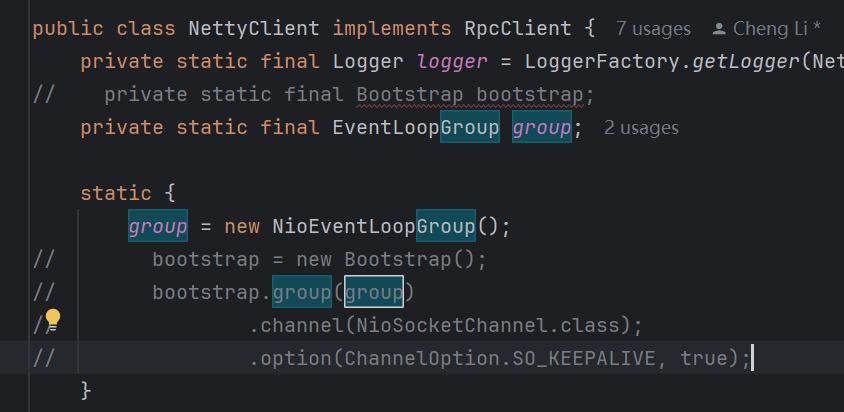 public class NettyClient implements RpcClient { 7 usages Cheng Li *
private static final Logger logger = LoggerFactory.getLogger(Net
// private static final Bootstrap bootstrap;
private static final EventLoopGroup group; 2 usages
static {
group = new NioEventLoopGroup();
// bootstrap = new Bootstrap();
// bootstrap.group(group)
// .channel(NioSocketChannel.class);
// .option(ChannelOption.SO_KEEPALIVE, true);
}